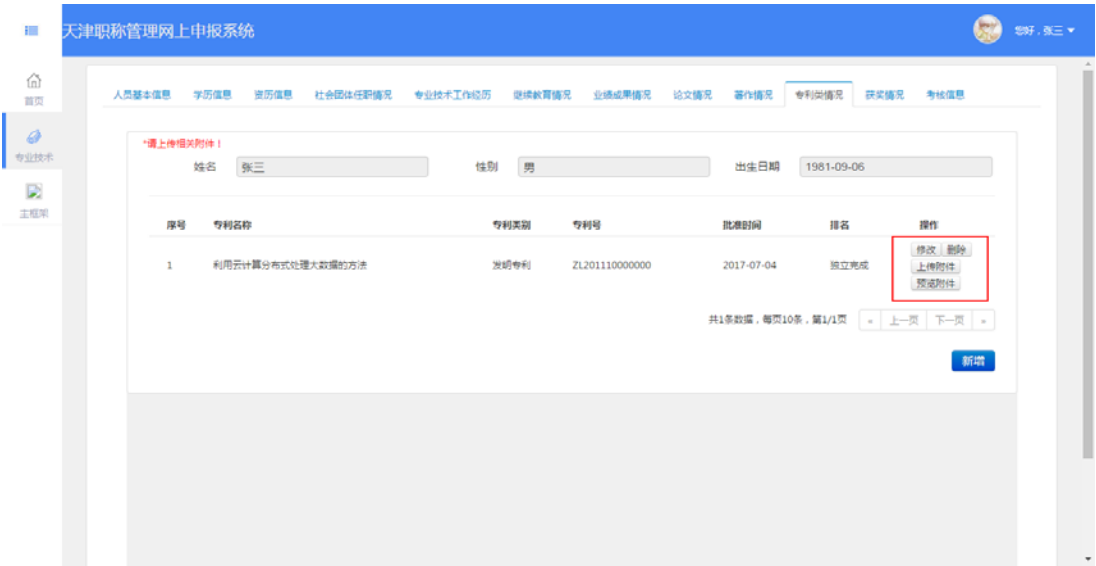 天津职称管理网上申报系统
您好，张三
首页
专业技术
主框架
人员基本信息 学历信息 资历信息 社会团体任职情况 专业技术工作经历 继续教育情况 业绩成果情况 论文情况 著作情况 专利类情况 获奖情况 考核信息
*请上传相关附件！
姓名 张三 性别 男 出生日期 1981-09-06
序号 专利名称 专利类别 专利号 批准时间 排名 操作
1 利用云计算分布式处理大数据的方法 发明专利 ZL201110000000 2017-07-04 独立完成 修改 删除
上传附件
预览附件
共1条数据，每页10条，第1/1页 « 上一页 下一页 »
新增